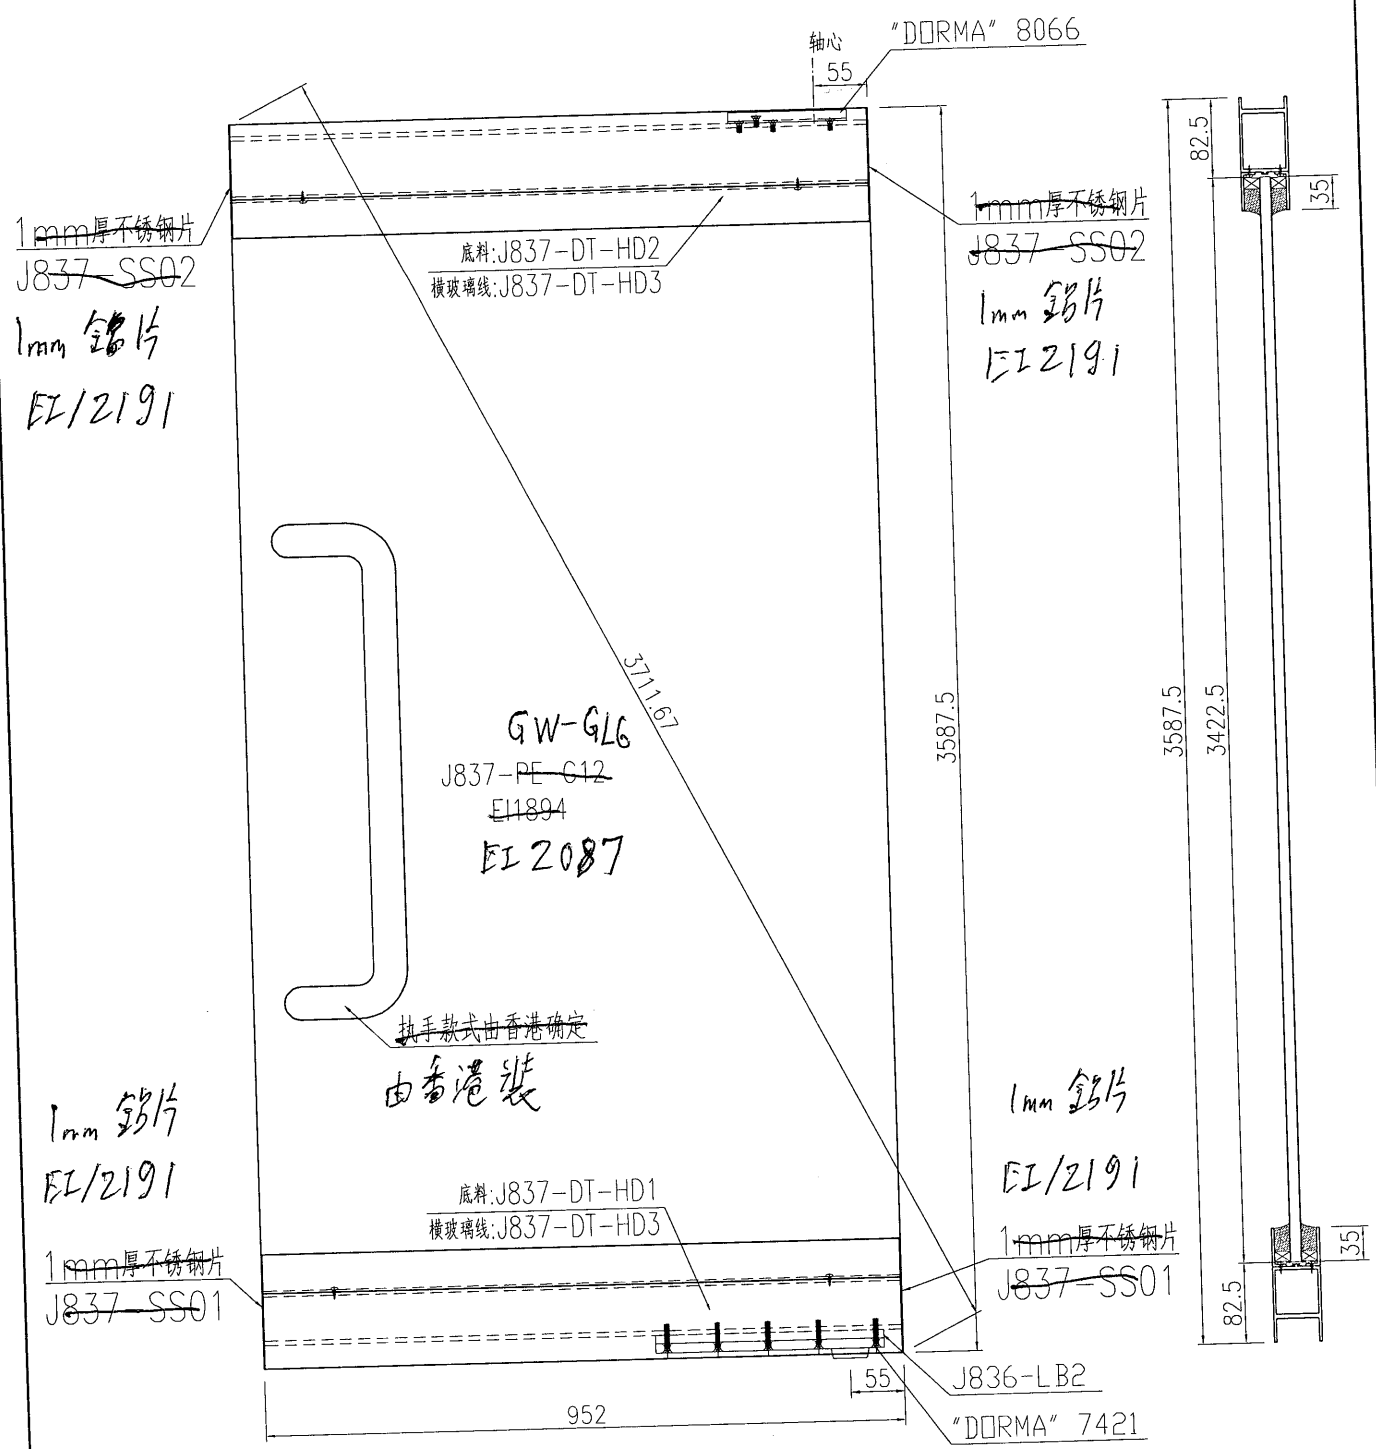 "DORMA" 8066
轴心
55
82.5
35
1mm厚不锈钢片
J837-SS02
1mm 鋁片
EI/2191
底料:J837-DT-HD2
横玻璃线:J837-DT-HD3
1mm厚不锈钢片
J837-SS02
1mm 鋁片
EI2191
3711.67
3587.5
3587.5
3422.5
GW-GL6
J837-PE-G12
EI1894
EI 2087
执手款式由香港确定
由香港裝
1mm 鋁片
EI/2191
1mm厚不锈钢片
J837-SS01
底料:J837-DT-HD1
横玻璃线:J837-DT-HD3
1mm 鋁片
EI/2191
1mm厚不锈钢片
J837-SS01
35
82.5
55
952
J836-LB2
"DORMA" 7421